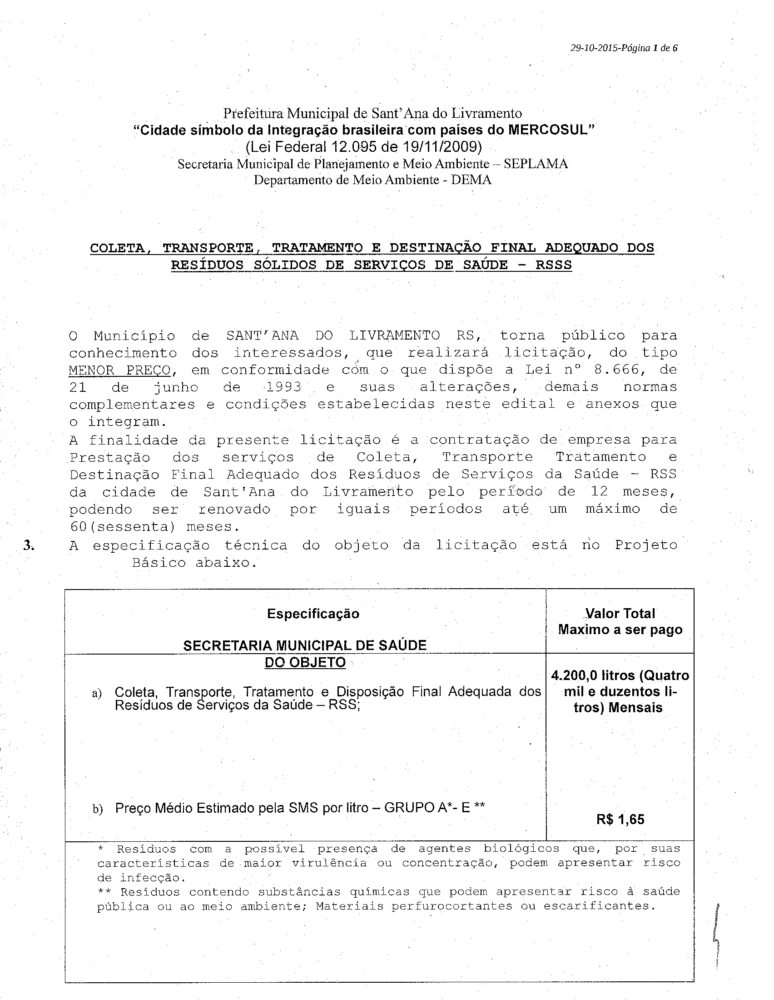 29-10-2015-Página 1 de 6
Prefeitura Municipal de Sant'Ana do Livramento
“Cidade símbolo da Integração brasileira com países do MERCOSUL”
(Lei Federal 12.095 de 19/11/2009)
Secretaria Municipal de Planejamento e Meio Ambiente – SEPLAMA
Departamento de Meio Ambiente - DEMA
COLETA, TRANSPORTE, TRATAMENTO E DESTINAÇÃO FINAL ADEQUADO DOS
RESÍDUOS SÓLIDOS DE SERVIÇOS DE SAÚDE – RSSS
O Município de SANT'ANA DO LIVRAMENTO RS, torna público para
conhecimento dos interessados, que realizará licitação, do tipo
MENOR PREÇO, em conformidade com o que dispõe a Lei nº 8.666, de
21 de junho de 1993 e suas alterações, demais normas
complementares e condições estabelecidas neste edital e anexos que
o integram.
A finalidade da presente licitação é a contratação de empresa para
Prestação dos serviços de Coleta, Transporte Tratamento e
Destinação Final Adequado dos Resíduos de Serviços da Saúde – RSS
da cidade de Sant'Ana do Livramento pelo período de 12 meses,
podendo ser renovado por iguais períodos até um máximo de
60(sessenta) meses.
3. A especificação técnica do objeto da licitação está no Projeto
Básico abaixo.
Especificação
SECRETARIA MUNICIPAL DE SAÚDE
Valor Total
Maximo a ser pago
DO OBJETO
a) Coleta, Transporte, Tratamento e Disposição Final Adequada dos
Resíduos de Serviços da Saúde – RSS;
4.200,0 litros (Quatro
mil e duzentos li-
tros) Mensais
b) Preço Médio Estimado pela SMS por litro – GRUPO A*- E **
R$ 1,65
* Resíduos com a possível presença de agentes biológicos que, por suas
características de maior virulência ou concentração, podem apresentar risco
de infecção.
** Resíduos contendo substâncias químicas que podem apresentar risco à saúde
pública ou ao meio ambiente; Materiais perfurocortantes ou escarificantes.